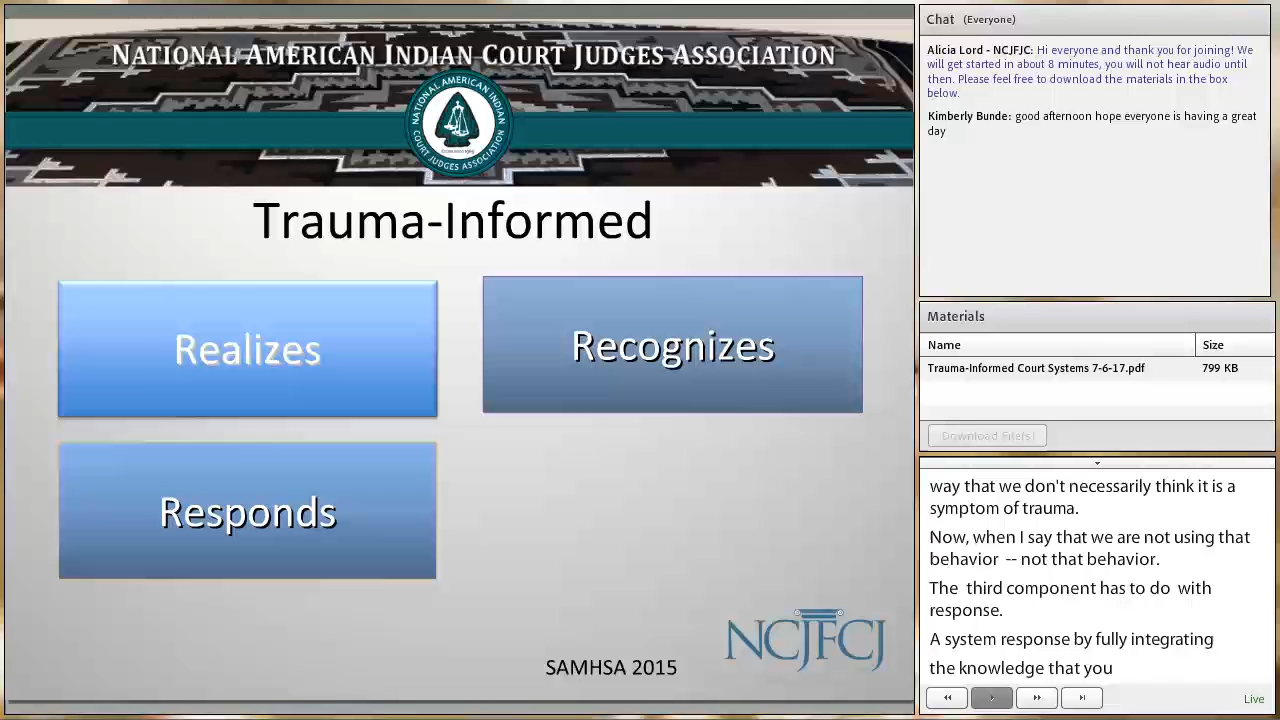 NATIONAL AMERICAN INDIAN COURT JUDGES ASSOCIATION
NATIONAL AMERICAN INDIAN
COURT JUDGES ASSOCIATION
Trauma-Informed
Realizes
Recognizes
Responds
NCJFCJ
SAMHSA 2015
Chat (Everyone)
Alicia Lord - NCJFJC: Hi everyone and thank you for joining! We
will get started in about 8 minutes, you will not hear audio until
then. Please feel free to download the materials in the box
below.
Kimberly Bunde: good afternoon hope everyone is having a great
day
Materials
Name Size
Trauma-Informed Court Systems 7-6-17.pdf 799 KB
Download File(s)
way that we don't necessarily think it is a
symptom of trauma.
Now, when I say that we are not using that
behavior -- not that behavior.
The third component has to do with
response.
A system response by fully integrating
the knowledge that you
Live